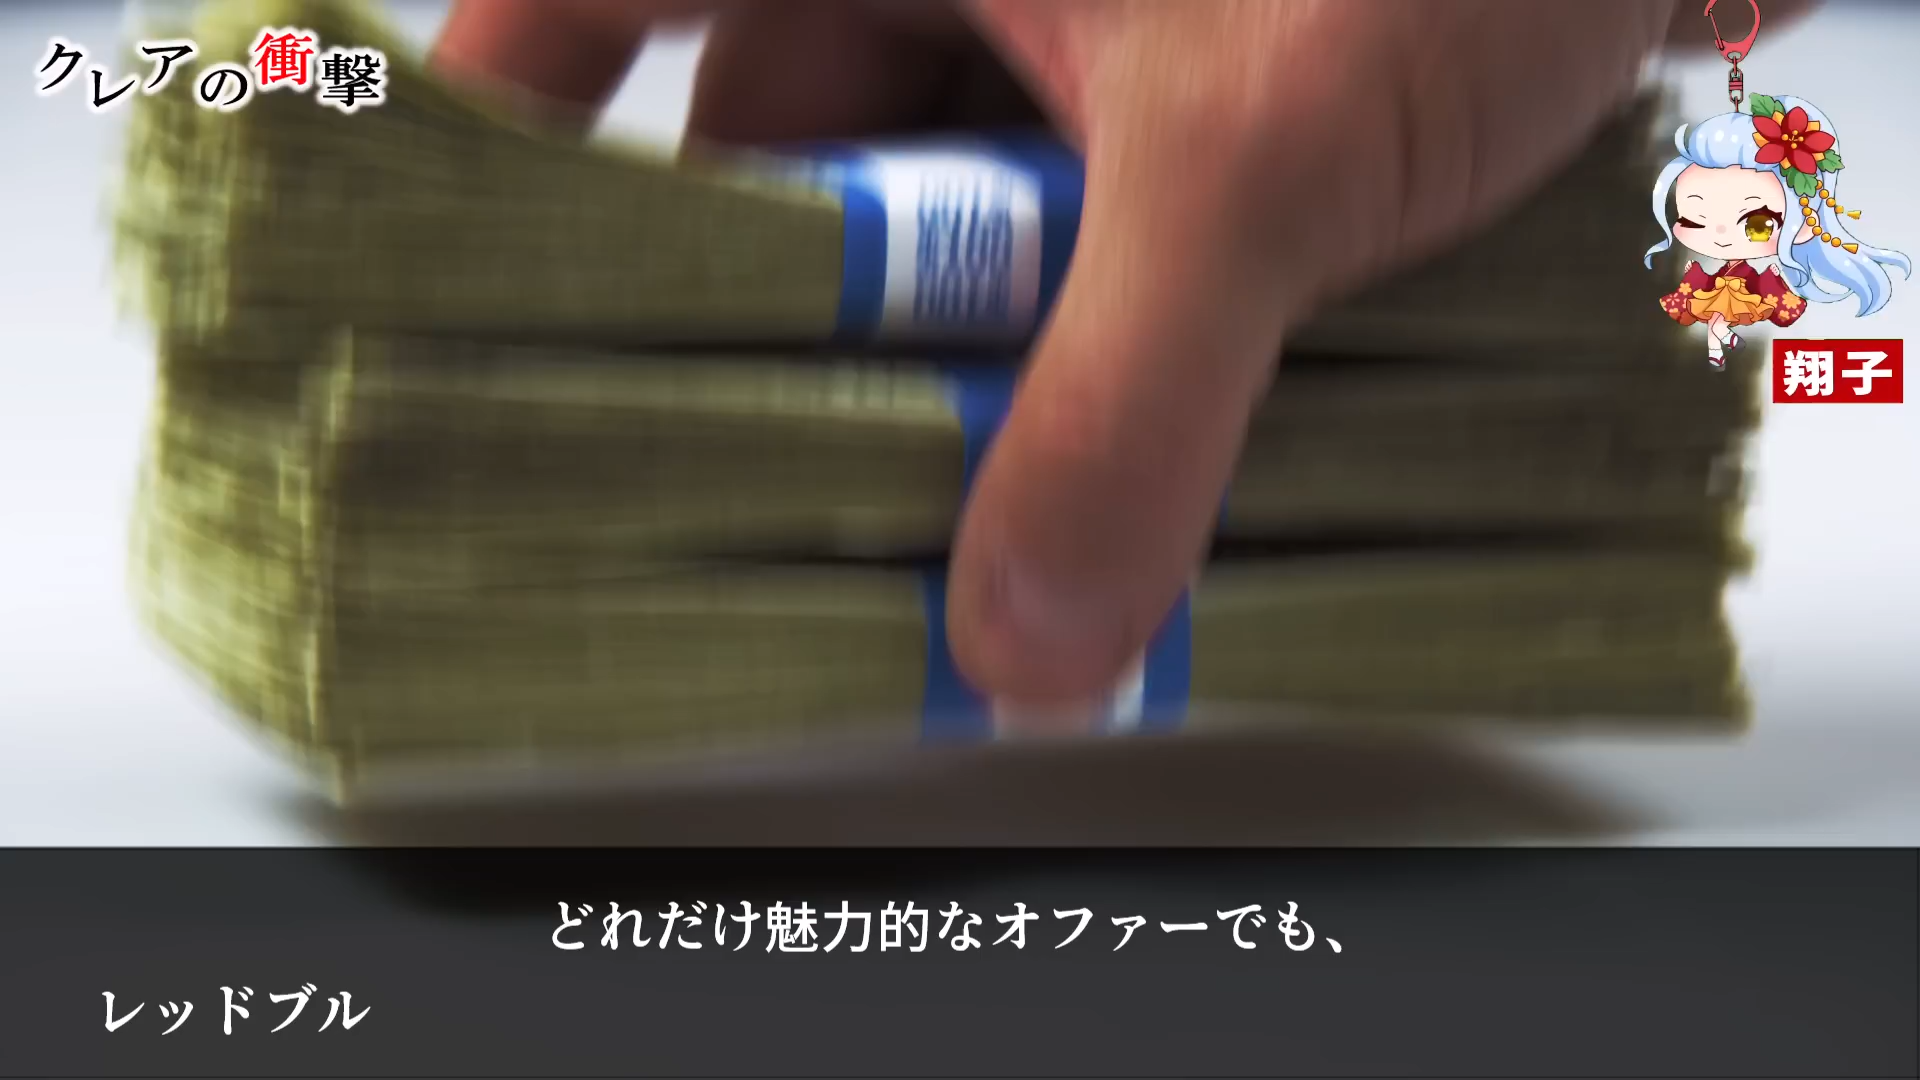 クレアの衝撃
翔子
どれだけ魅力的なオファーでも、
レッドブル